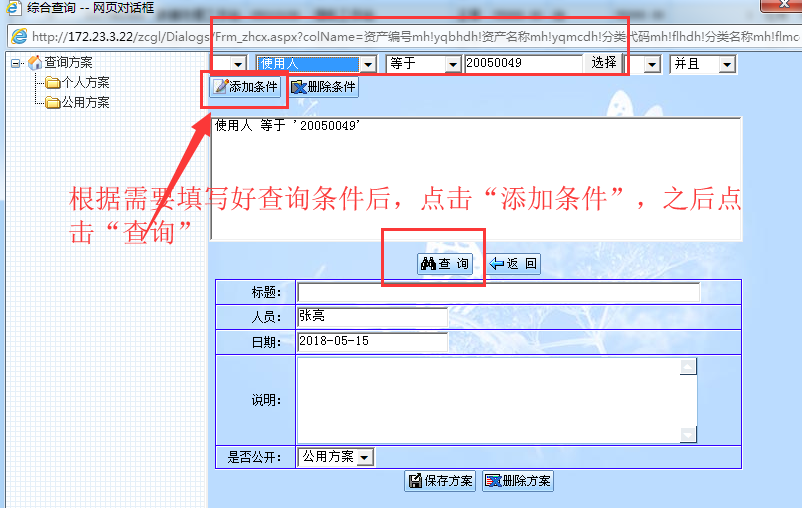 综合查询 -- 网页对话框
http://172.23.3.22/zcgl/Dialogs/Frm_zhcx.aspx?colName=资产编号mh!yqbhdh!资产名称mh!yqmcdh!分类代码mh!flhdh!分类名称mh!flmc
查询方案
个人方案
公用方案
使用人 等于 20050049 选择 并且
添加条件 删除条件
使用人 等于 '20050049'
根据需要填写好查询条件后，点击“添加条件”，之后点
击“查询”
查 询 返 回
标题：
人员： 张亮
日期： 2018-05-15
说明：
是否公开： 公用方案
保存方案 删除方案